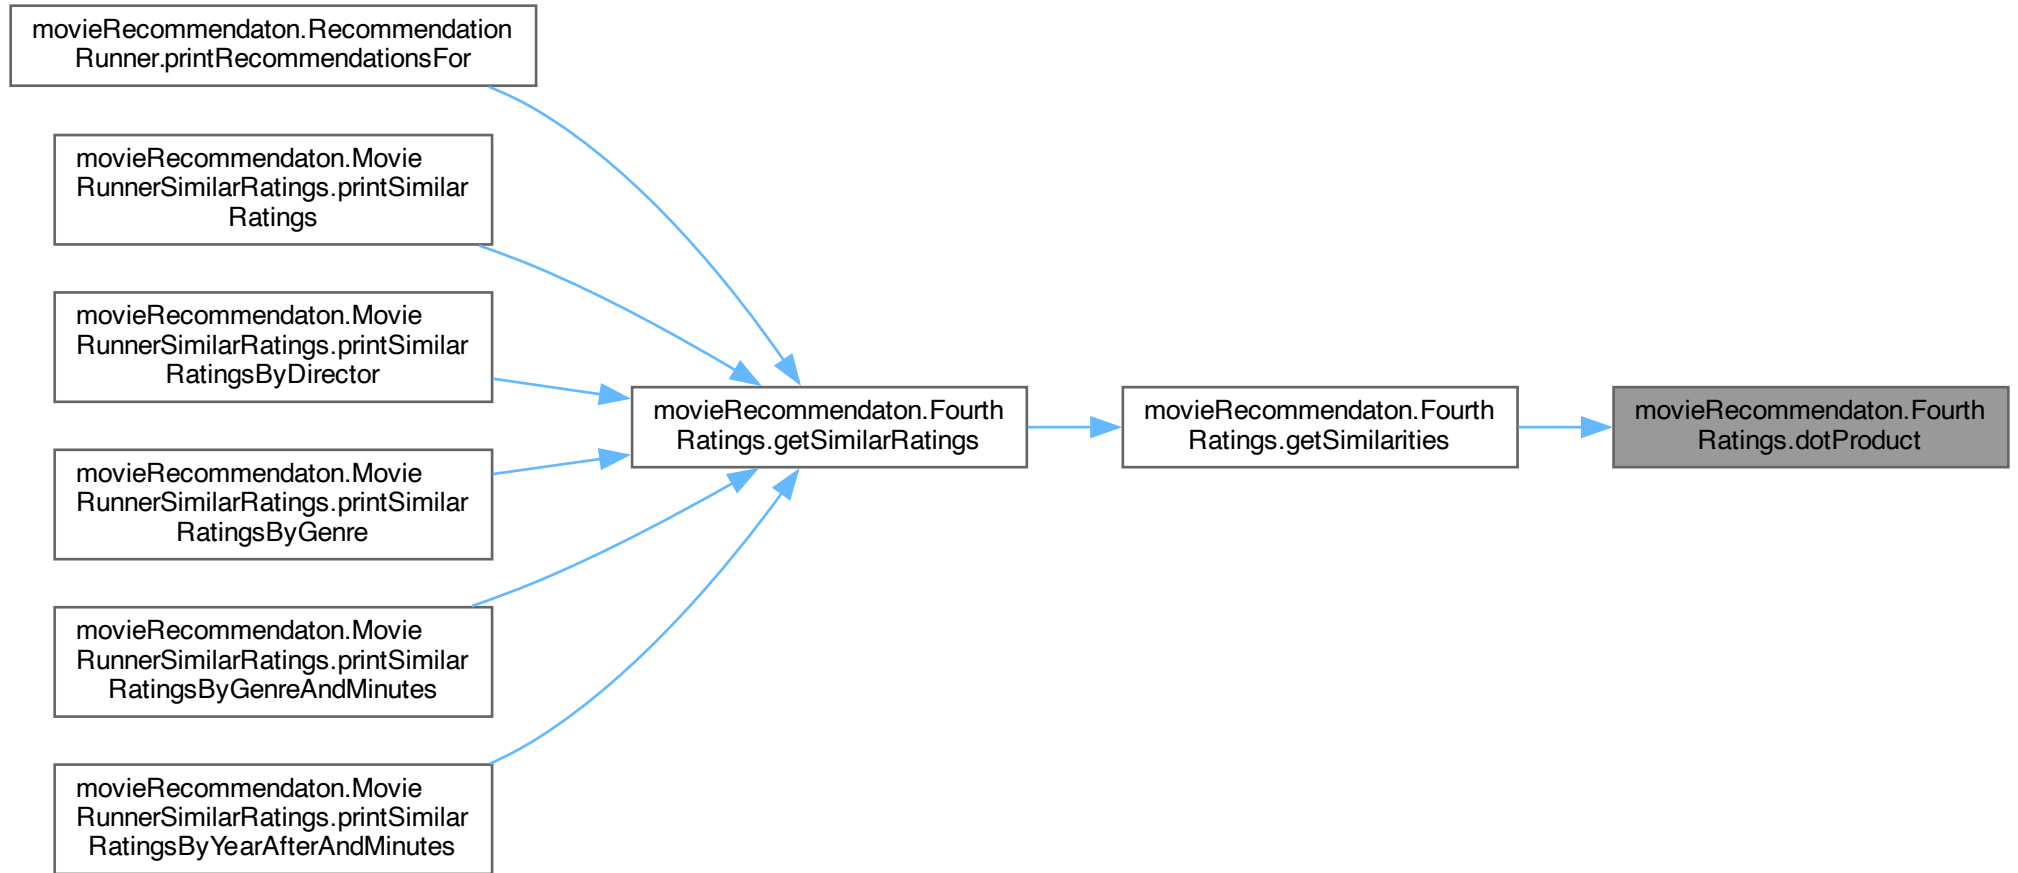 movieRecommendaton.Recommendation
Runner.printRecommendationsFor
movieRecommendaton.Movie
RunnerSimilarRatings.printSimilar
Ratings
movieRecommendaton.Movie
RunnerSimilarRatings.printSimilar
RatingsByDirector
movieRecommendaton.Movie
RunnerSimilarRatings.printSimilar
RatingsByGenre
movieRecommendaton.Movie
RunnerSimilarRatings.printSimilar
RatingsByGenreAndMinutes
movieRecommendaton.Movie
RunnerSimilarRatings.printSimilar
RatingsByYearAfterAndMinutes
movieRecommendaton.Fourth
Ratings.getSimilarRatings
movieRecommendaton.Fourth
Ratings.getSimilarities
movieRecommendaton.Fourth
Ratings.dotProduct